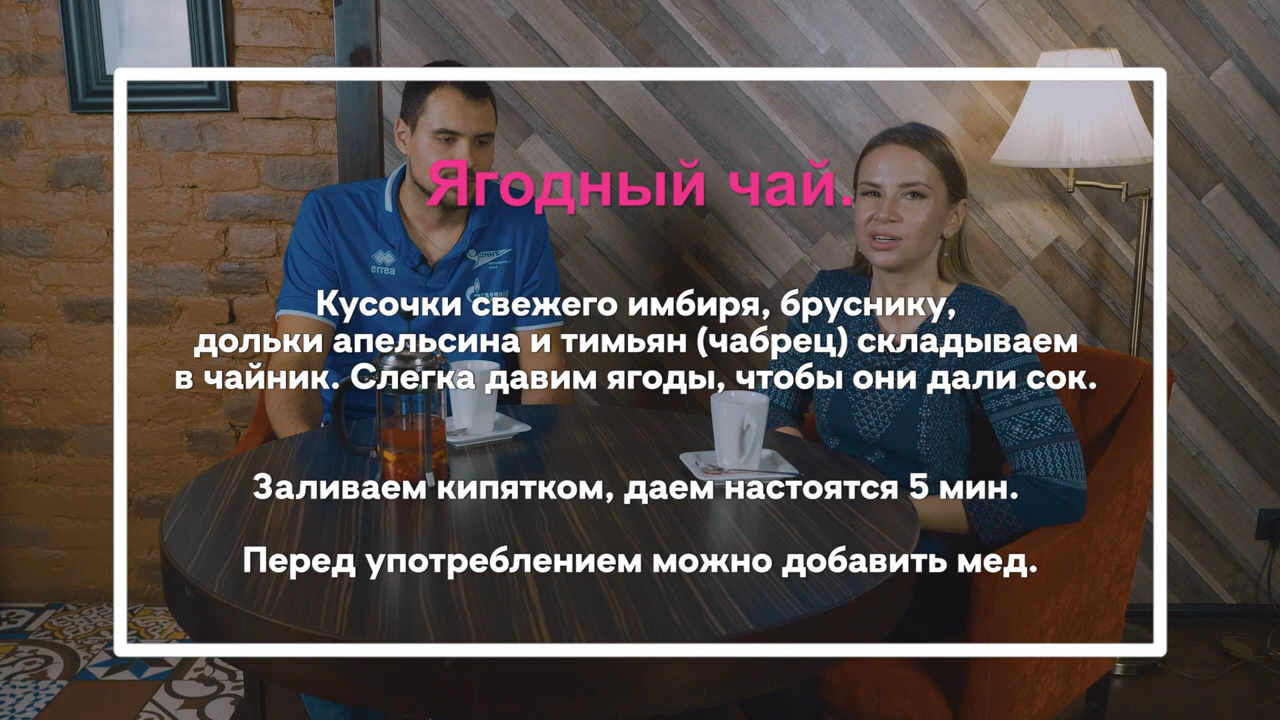 Ягодный чай.
errea
Кусочки свежего имбиря, бруснику,
дольки апельсина и тимьян (чабрец) складываем
в чайник. Слегка давим ягоды, чтобы они дали сок.
Заливаем кипятком, даем настоятся 5 мин.
Перед употреблением можно добавить мед.